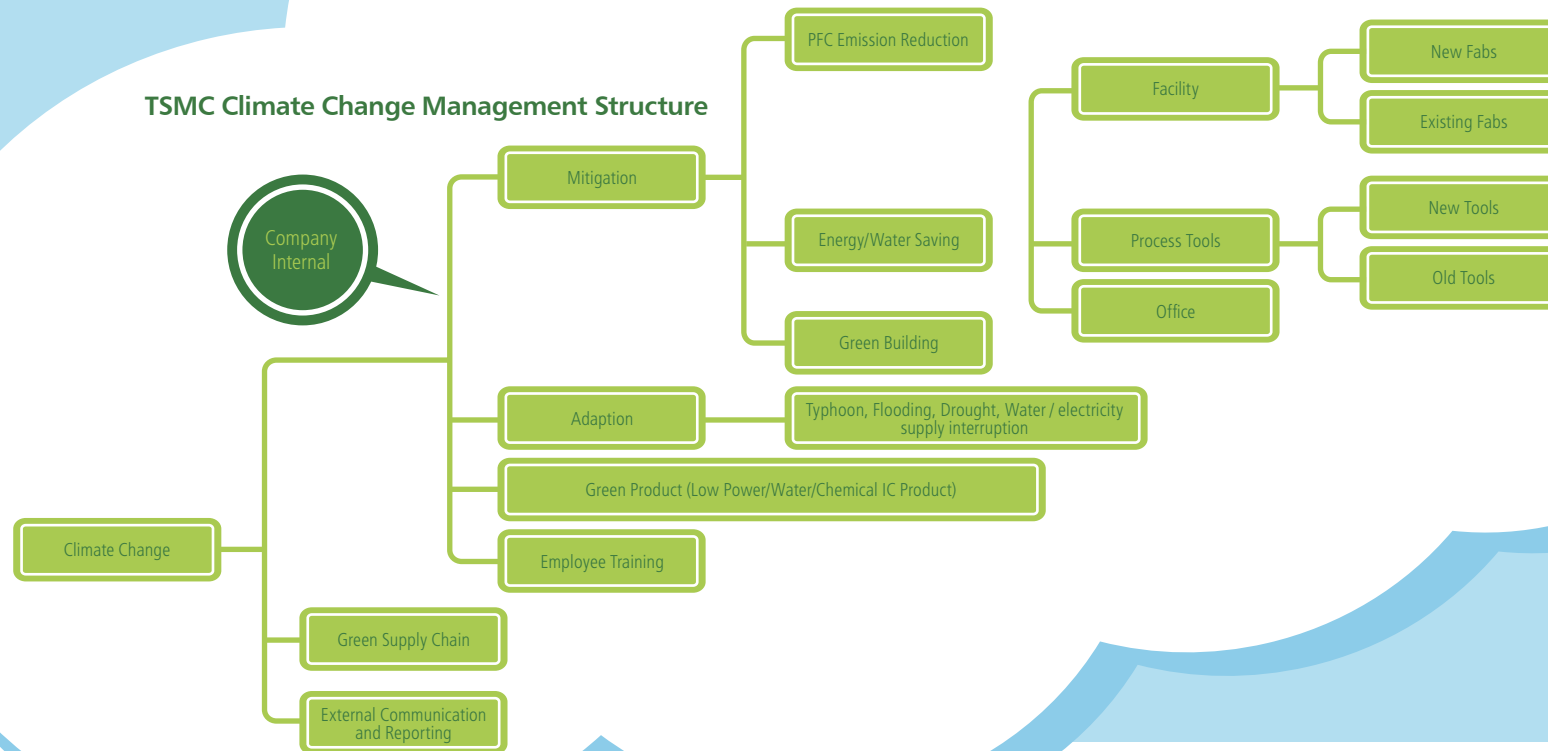 TSMC Climate Change Management Structure
Company
Internal
Climate Change
Green Supply Chain
External Communication
and Reporting
Mitigation
Adaption
Green Product (Low Power/Water/Chemical IC Product)
Employee Training
PFC Emission Reduction
Energy/Water Saving
Green Building
Typhoon, Flooding, Drought, Water / electricity
supply interruption
Facility
Process Tools
Office
New Fabs
Existing Fabs
New Tools
Old Tools